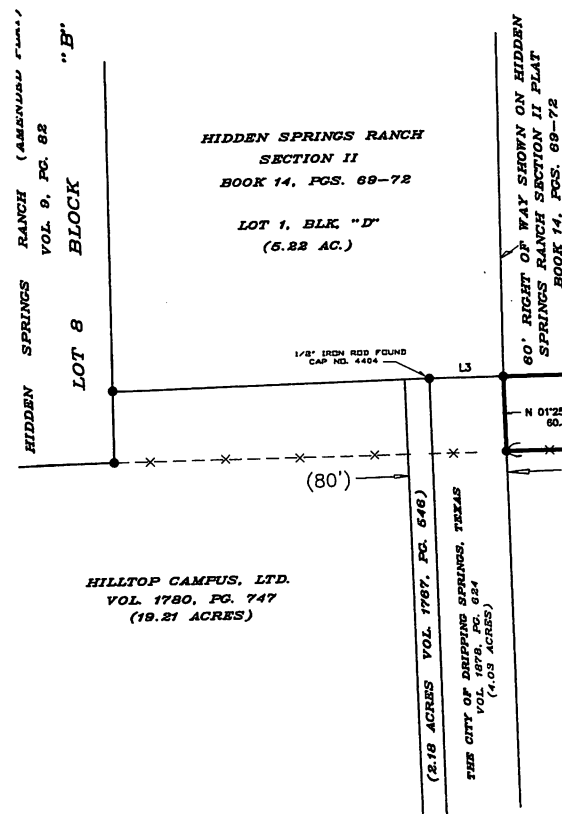 HIDDEN SPRINGS RANCH (AMENDED
VOL. 9, PG. 82
LOT 8 BLOCK "B"
HIDDEN SPRINGS RANCH
SECTION II
BOOK 14, PGS. 69-72
LOT 1, BLK, "D"
(5.22 AC.)
60' RIGHT OF WAY SHOWN ON HIDDEN
SPRINGS RANCH SECTION II PLAT
BOOK 14, PGS. 69-72
1/2" IRON ROD FOUND
CAP NO. 4404
L3
N 01°25
60.
(80')
HILLTOP CAMPUS, LTD.
VOL. 1780, PG. 747
(19.21 ACRES)
(2.18 ACRES VOL. 1767, PG. 546)
THE CITY OF DRIPPING SPRINGS, TEXAS
VOL. 1878, PG. 624
(4.03 ACRES)